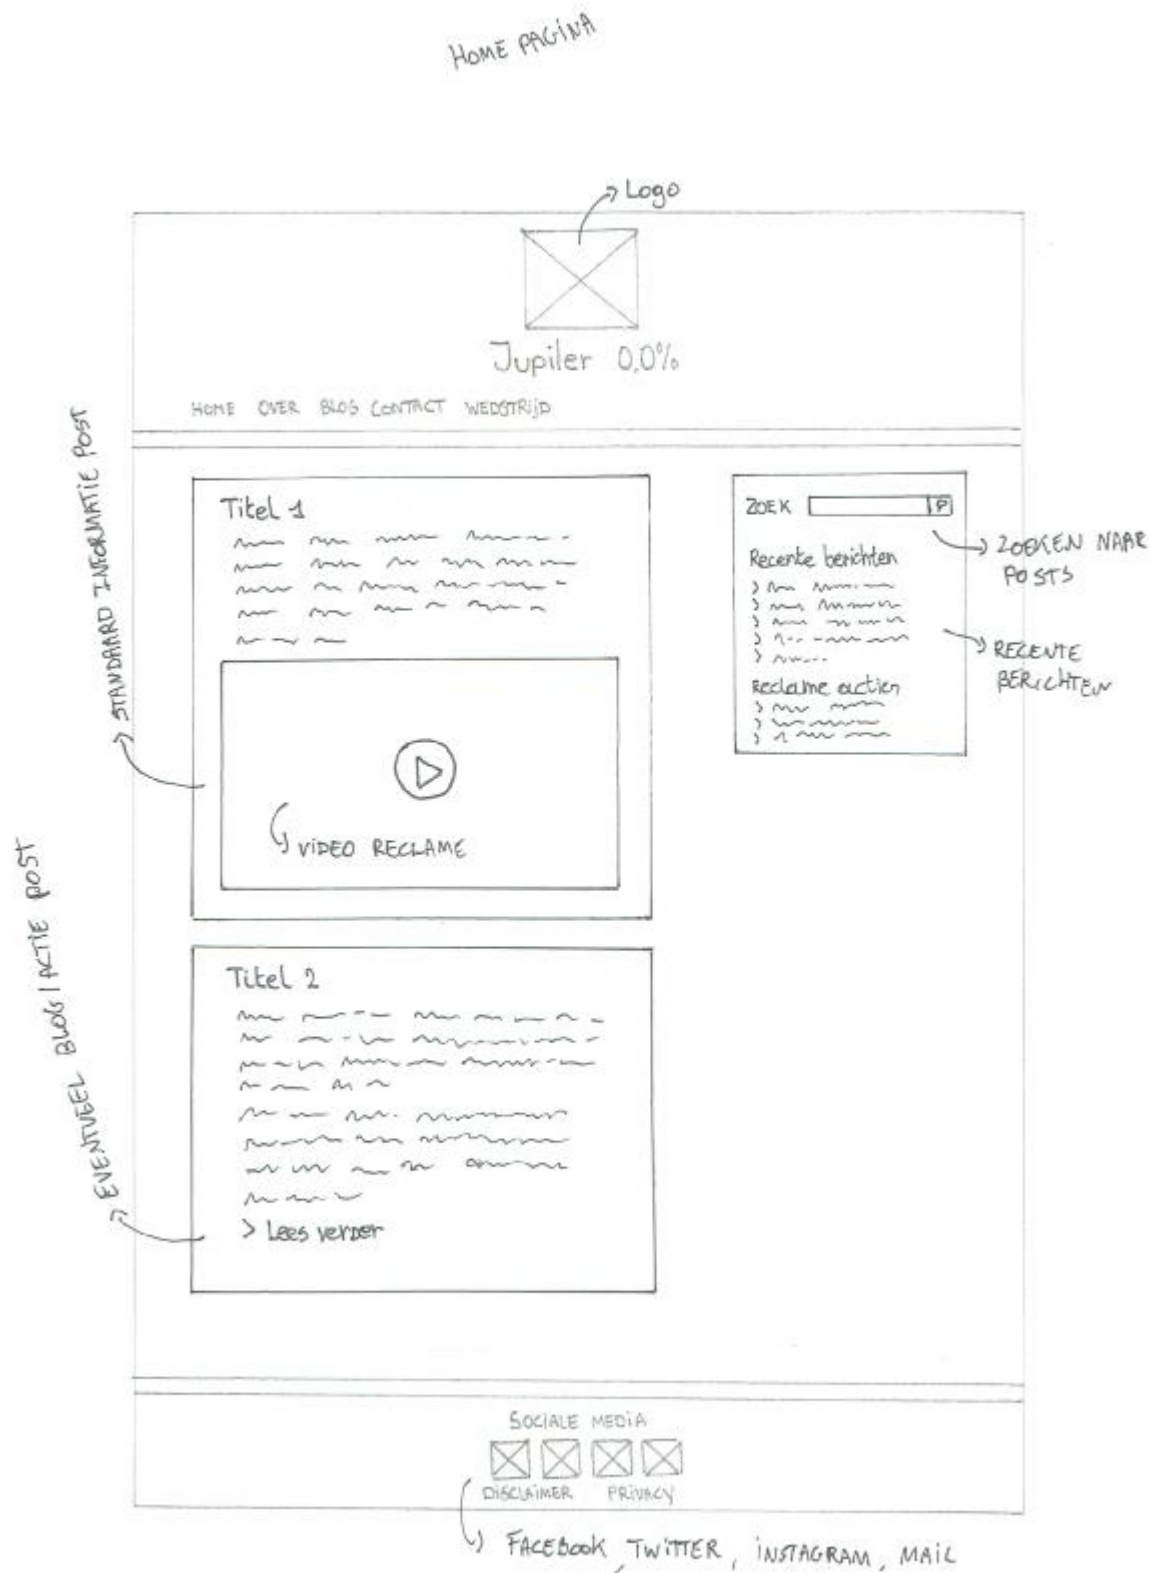 HOME PAGINA
Logo
Jupiler 0,0%
HOME OVER BLOG CONTACT WEDSTRIJD
STANDAARD INFORMATIE POST
Titel 1
VIDEO RECLAME
ZOEK
ZOEKEN NAAR
POSTS
Recente berichten
RECENTE
BERICHTEN
Reclame actien
EVENTUEEL BLOG / ACTIE POST
Titel 2
> Lees verder
SOCIALE MEDIA
DISCLAIMER PRIVACY
FACEBOOK, TWITTER, INSTAGRAM, MAIL